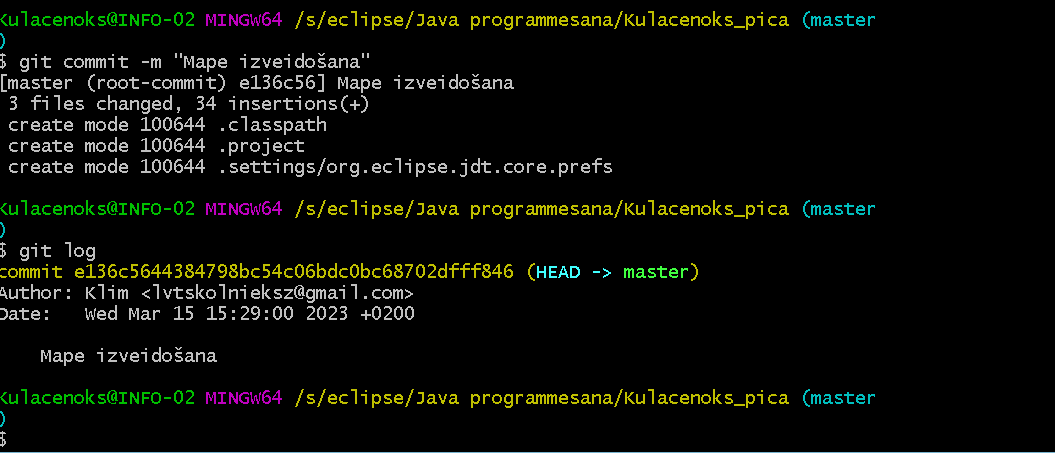 Kulacenoks@INFO-02 MINGW64 /s/eclipse/Java programmesana/Kulacenoks_pica (master
)
$ git commit -m "Mape izveidošana"
[master (root-commit) e136c56] Mape izveidošana
 3 files changed, 34 insertions(+)
 create mode 100644 .classpath
 create mode 100644 .project
 create mode 100644 .settings/org.eclipse.jdt.core.prefs
Kulacenoks@INFO-02 MINGW64 /s/eclipse/Java programmesana/Kulacenoks_pica (master
)
$ git log
commit e136c5644384798bc54c06bdc0bc68702dfff846 (HEAD -> master)
Author: Klim <lvtskolnieksz@gmail.com>
Date:   Wed Mar 15 15:29:00 2023 +0200
    Mape izveidošana
Kulacenoks@INFO-02 MINGW64 /s/eclipse/Java programmesana/Kulacenoks_pica (master
)
$